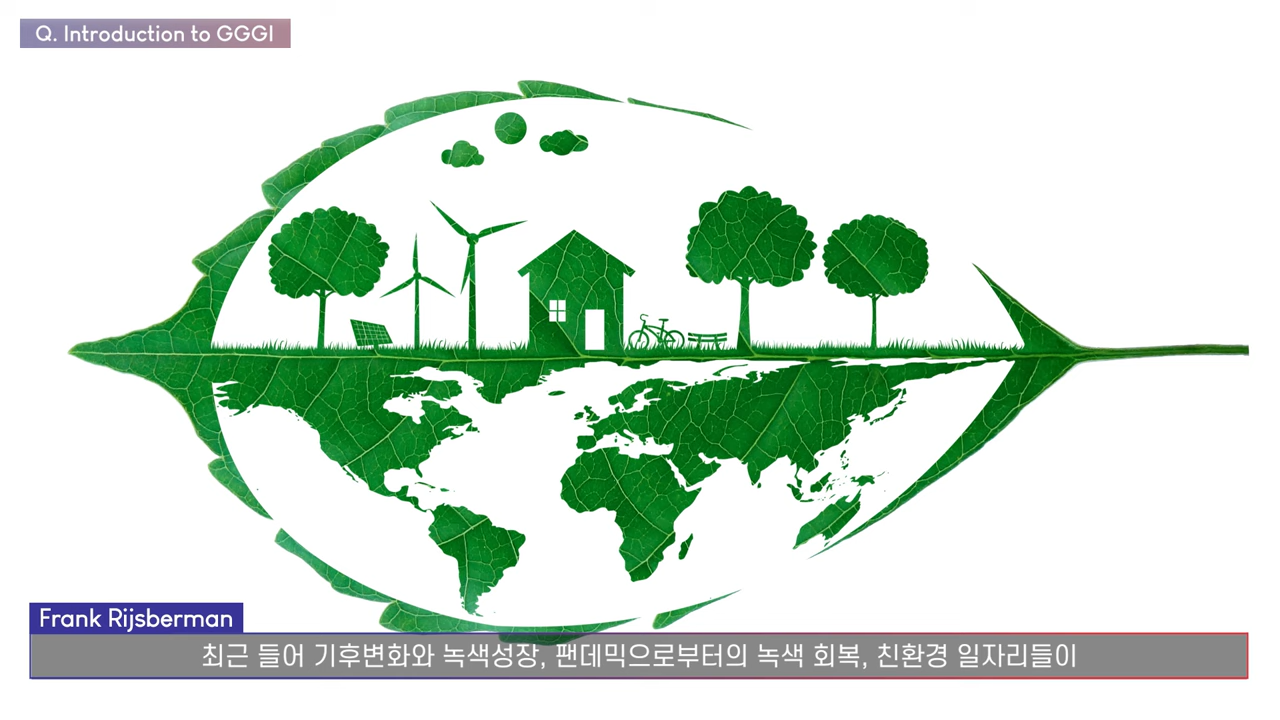 Q. Introduction to GGGI
Frank Rijsberman
최근 들어 기후변화와 녹색성장, 팬데믹으로부터의 녹색 회복, 친환경 일자리들이